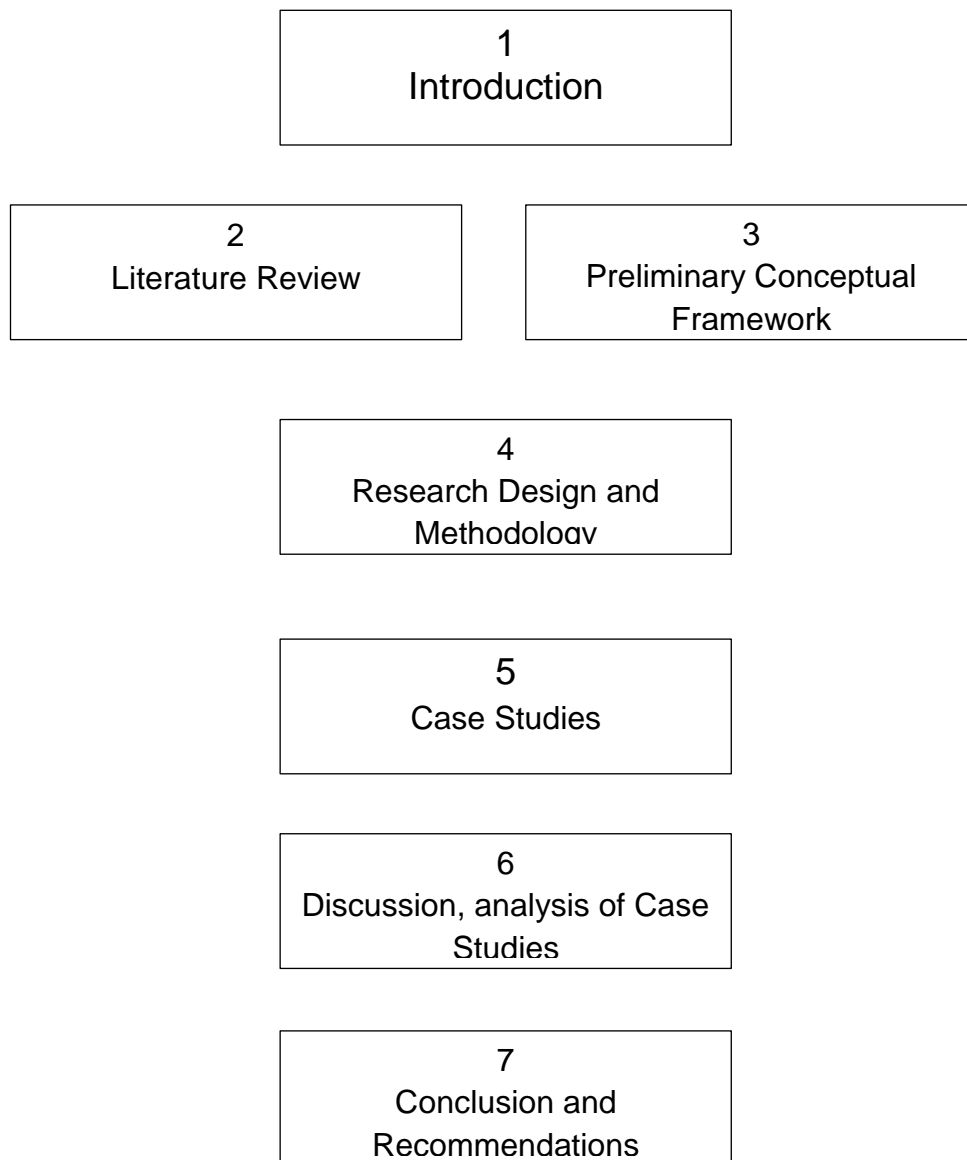 1
Introduction
2
Literature Review
3
Preliminary Conceptual
Framework
4
Research Design and
Methodology
5
Case Studies
6
Discussion, analysis of Case
Studies
7
Conclusion and
Recommendations